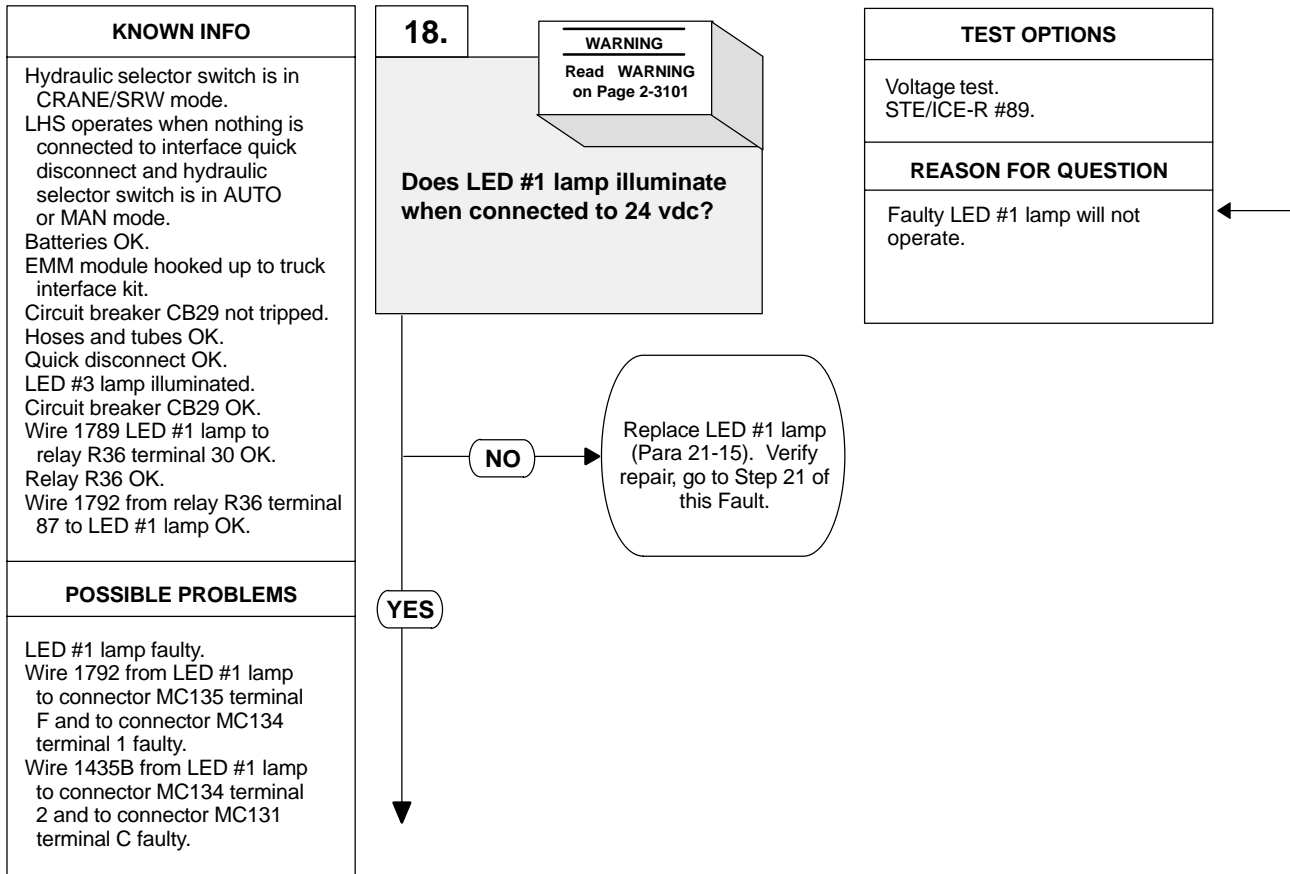 KNOWN INFO
Hydraulic selector switch is in
CRANE/SRW mode.
LHS operates when nothing is
connected to interface quick
disconnect and hydraulic
selector switch is in AUTO
or MAN mode.
Batteries OK.
EMM module hooked up to truck
interface kit.
Circuit breaker CB29 not tripped.
Hoses and tubes OK.
Quick disconnect OK.
LED #3 lamp illuminated.
Circuit breaker CB29 OK.
Wire 1789 LED #1 lamp to
relay R36 terminal 30 OK.
Relay R36 OK.
Wire 1792 from relay R36 terminal
87 to LED #1 lamp OK.
POSSIBLE PROBLEMS
LED #1 lamp faulty.
Wire 1792 from LED #1 lamp
to connector MC135 terminal
F and to connector MC134
terminal 1 faulty.
Wire 1435B from LED #1 lamp
to connector MC134 terminal
2 and to connector MC131
terminal C faulty.
18.
WARNING
Read WARNING
on Page 2-3101
Does LED #1 lamp illuminate
when connected to 24 vdc?
NO
Replace LED #1 lamp
(Para 21-15). Verify
repair, go to Step 21 of
this Fault.
YES
TEST OPTIONS
Voltage test.
STE/ICE-R #89.
REASON FOR QUESTION
Faulty LED #1 lamp will not
operate.